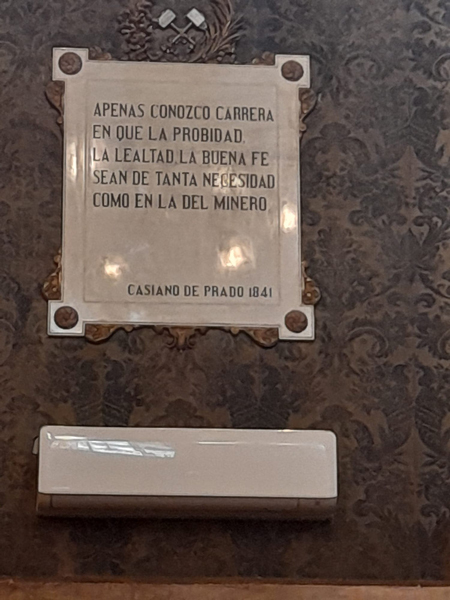 APENAS CONOZCO CARRERA
EN QUE LA PROBIDAD,
LA LEALTAD, LA BUENA FE
SEAN DE TANTA NECESIDAD
COMO EN LA DEL MINERO.
CASIANO DE PRADO 1841